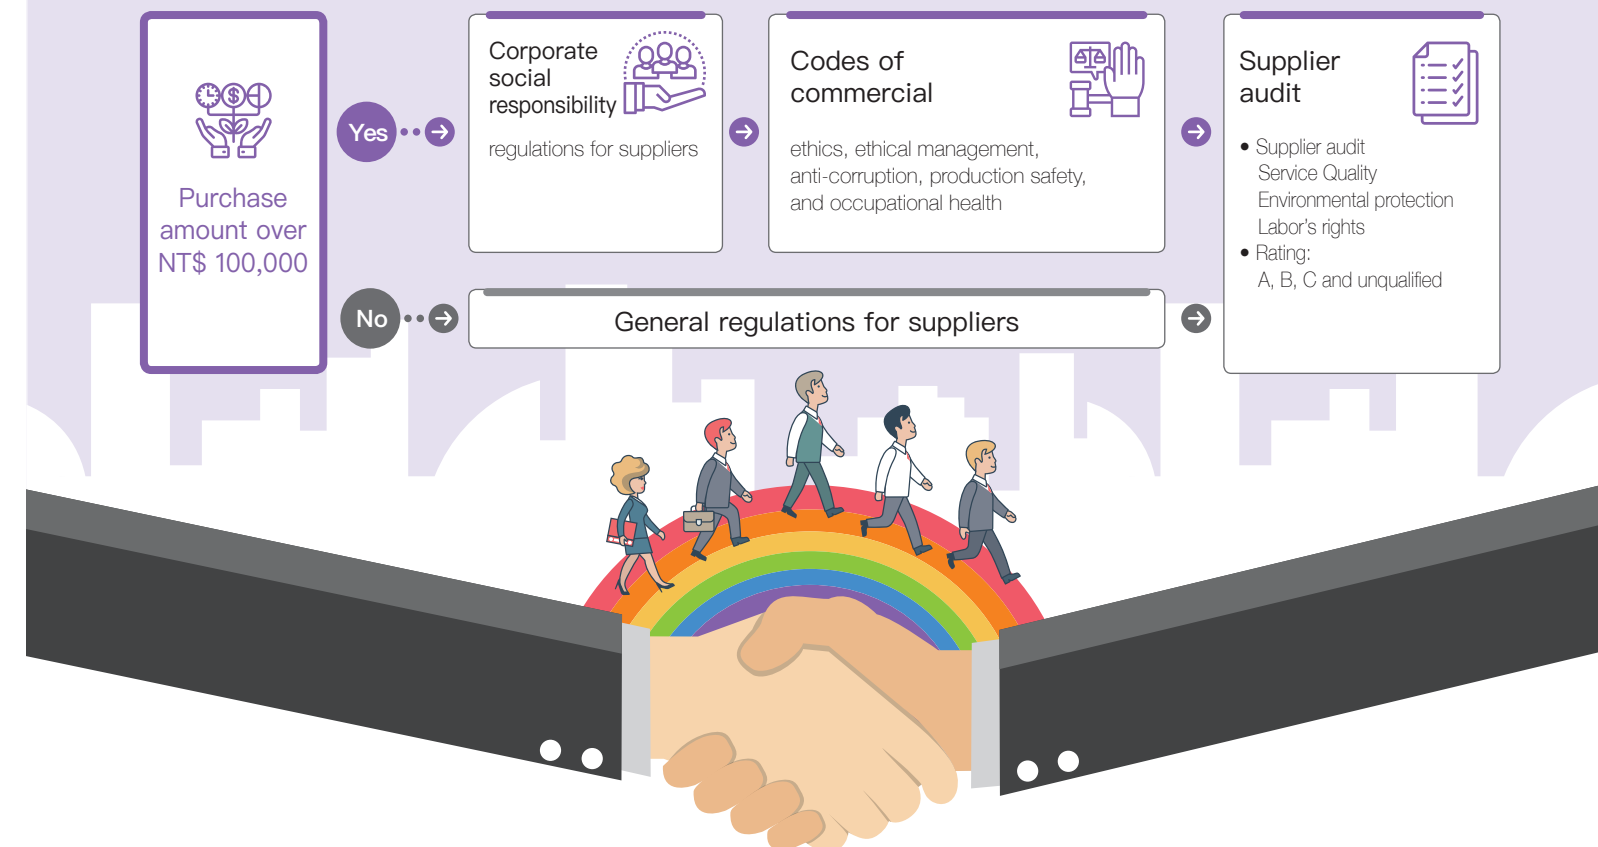 Purchase
amount over
NT$ 100,000
Yes
Corporate
social
responsibility
regulations for suppliers
Codes of
commercial
ethics, ethical management,
anti-corruption, production safety,
and occupational health
Supplier
audit
• Supplier audit
Service Quality
Environmental protection
Labor’s rights
• Rating:
A, B, C and unqualified
No
General regulations for suppliers